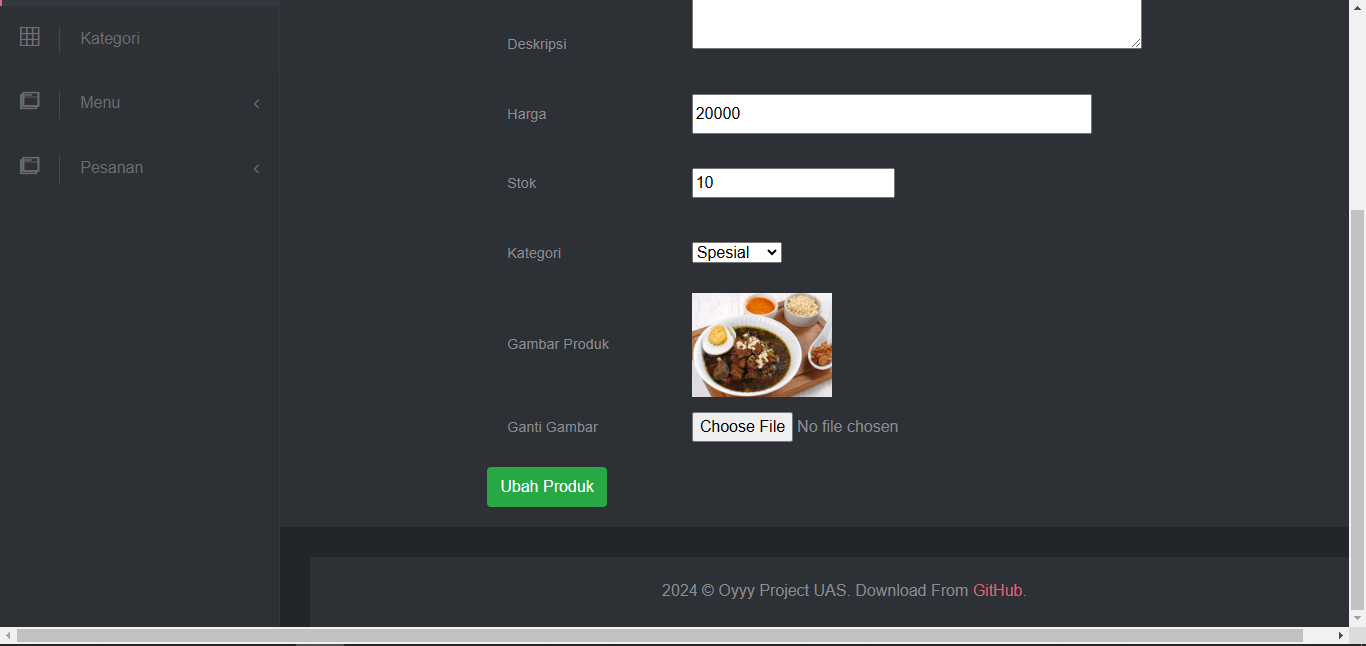 Kategori
Menu
Pesanan
Deskripsi
Harga
20000
Stok
10
Kategori
Spesial
Gambar Produk
Ganti Gambar
Choose File No file chosen
Ubah Produk
2024 © Oyyy Project UAS. Download From GitHub.